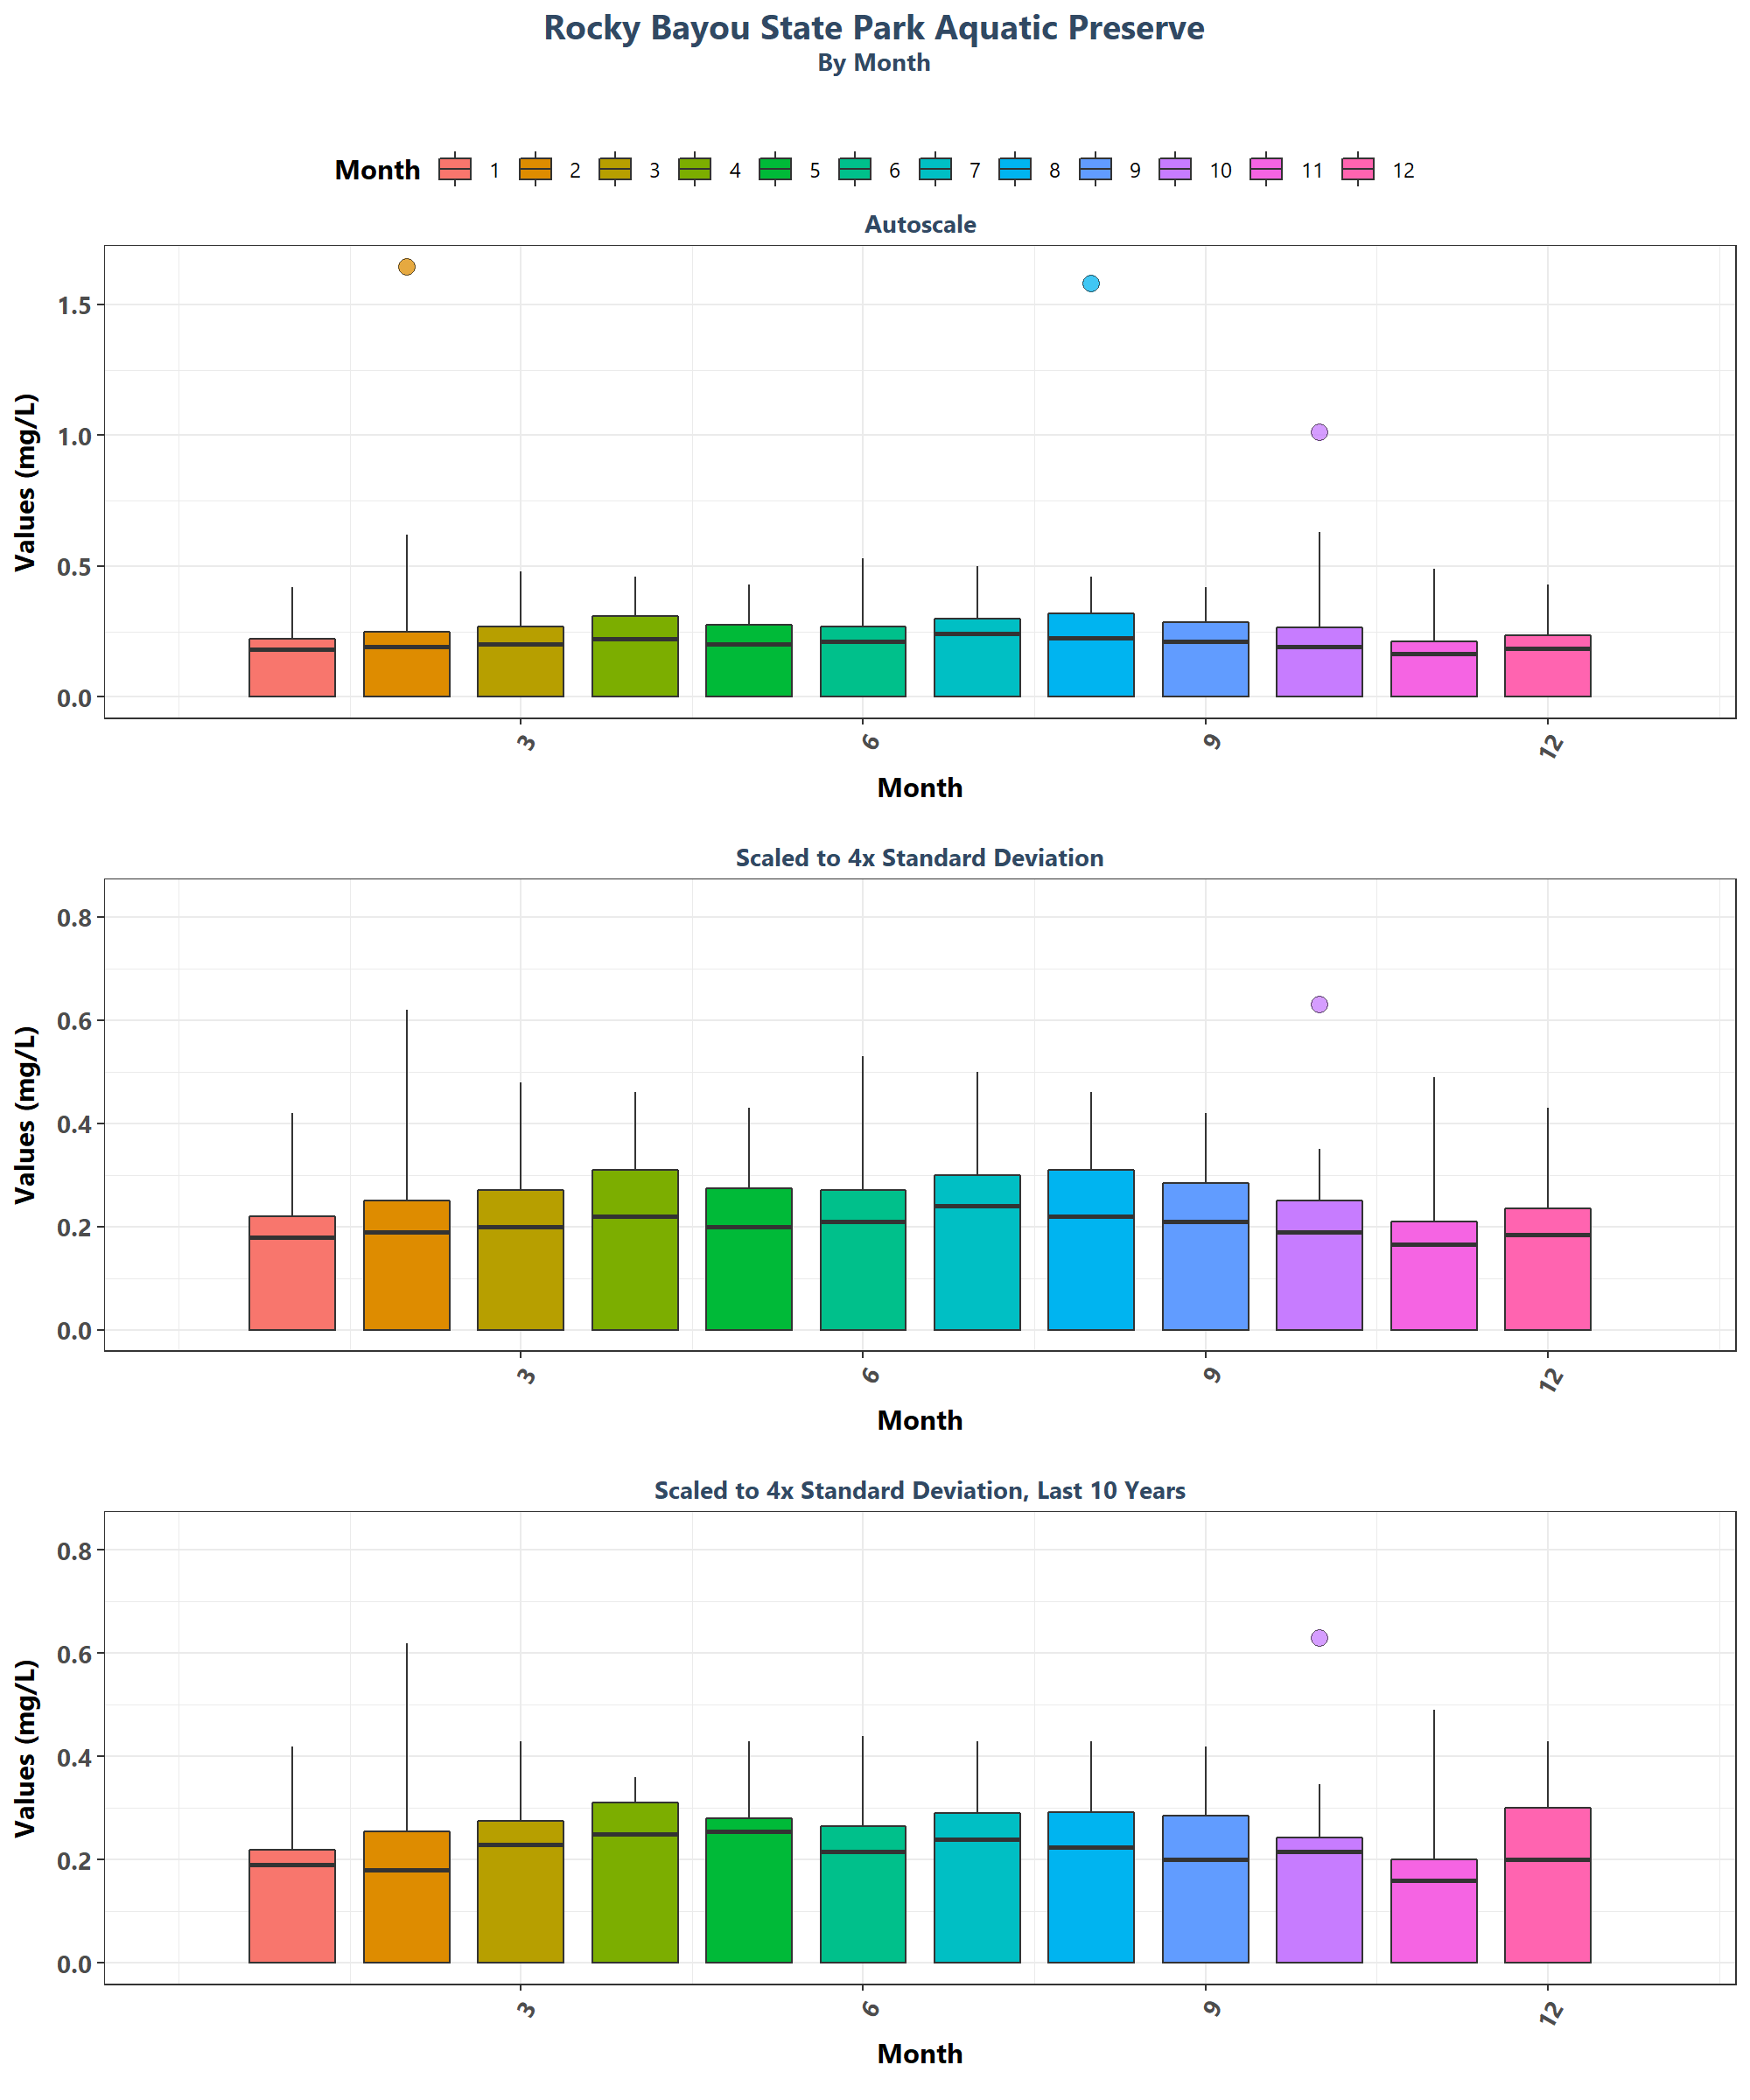 Rocky Bayou State Park Aquatic Preserve
By Month
Month 1 2 3 4 5 6 7 8 9 10 11 12
Autoscale
Values (mg/L)
1.5
1.0
0.5
0.0
3 6 9 12
Month
Scaled to 4x Standard Deviation
Values (mg/L)
0.8
0.6
0.4
0.2
0.0
3 6 9 12
Month
Scaled to 4x Standard Deviation, Last 10 Years
Values (mg/L)
0.8
0.6
0.4
0.2
0.0
3 6 9 12
Month